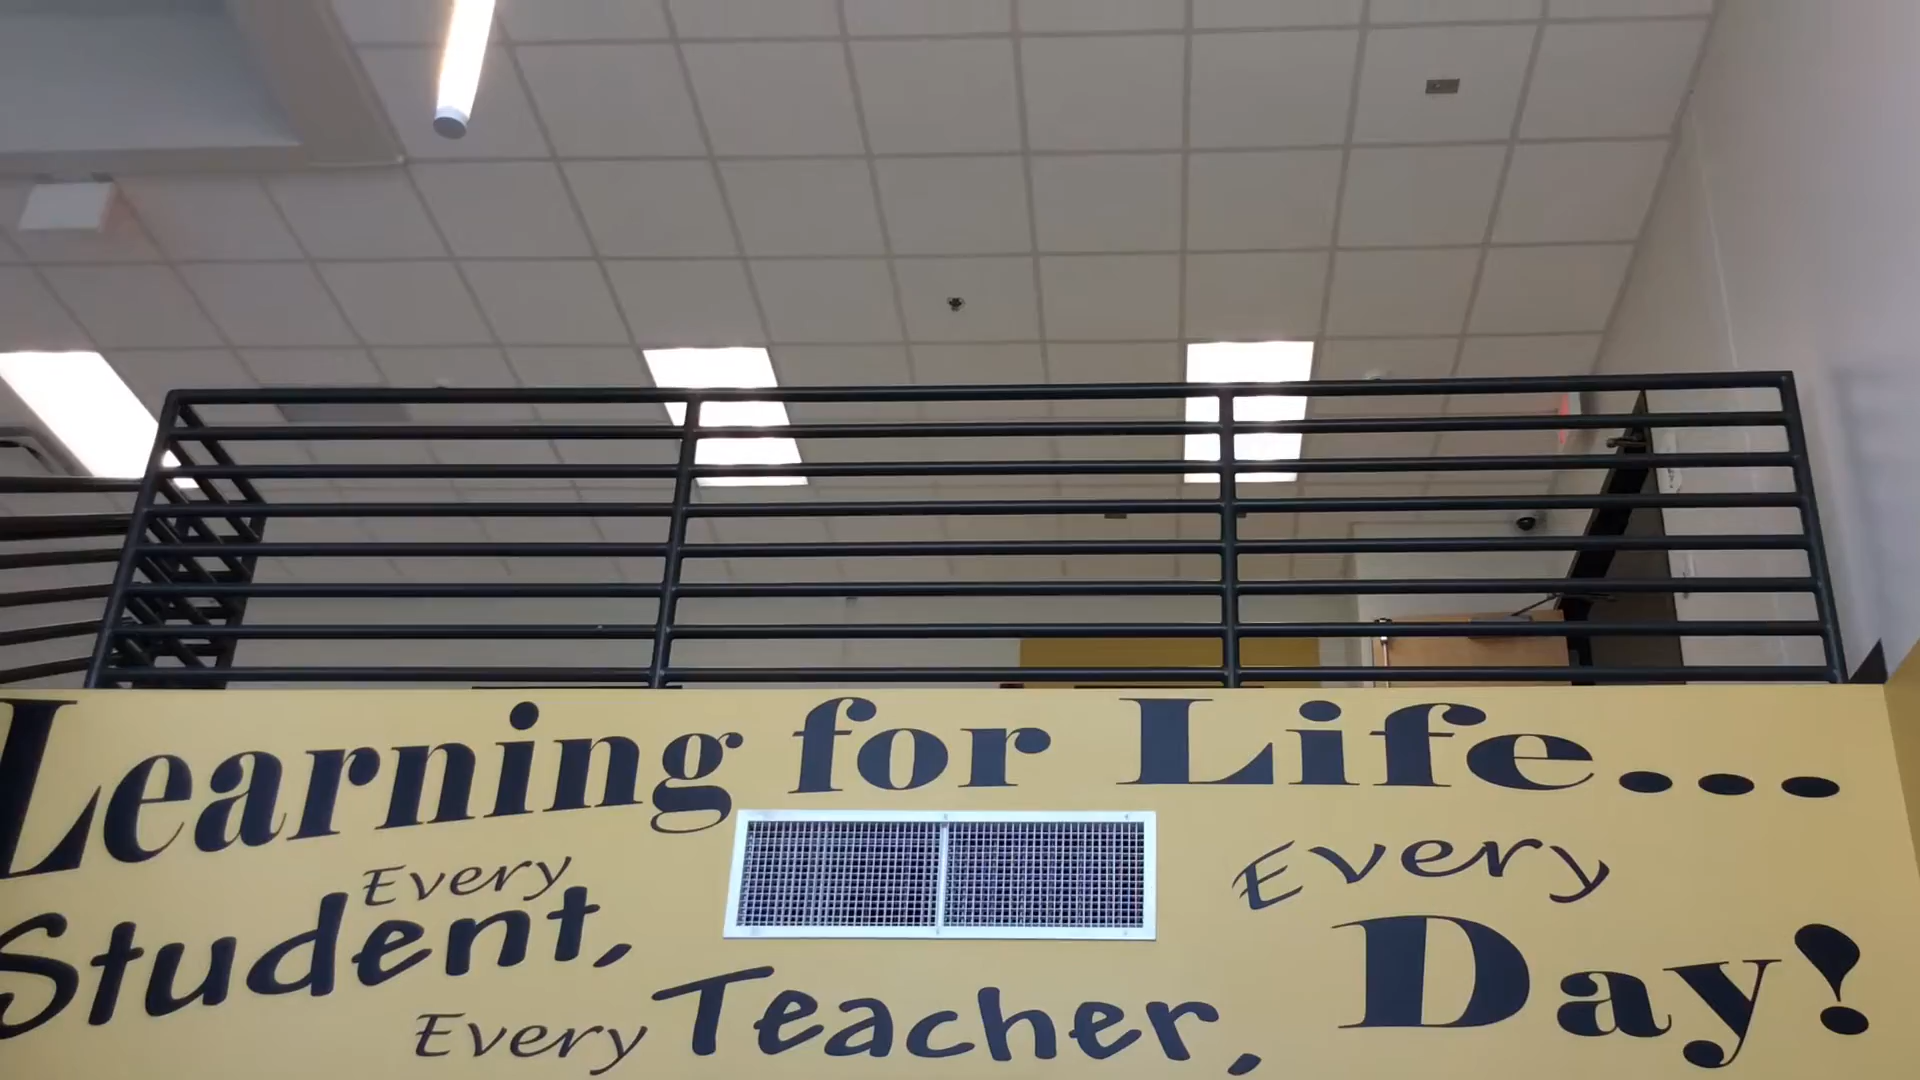 Learning for Life...
Every
Student,
Every Teacher,
Every
Day!